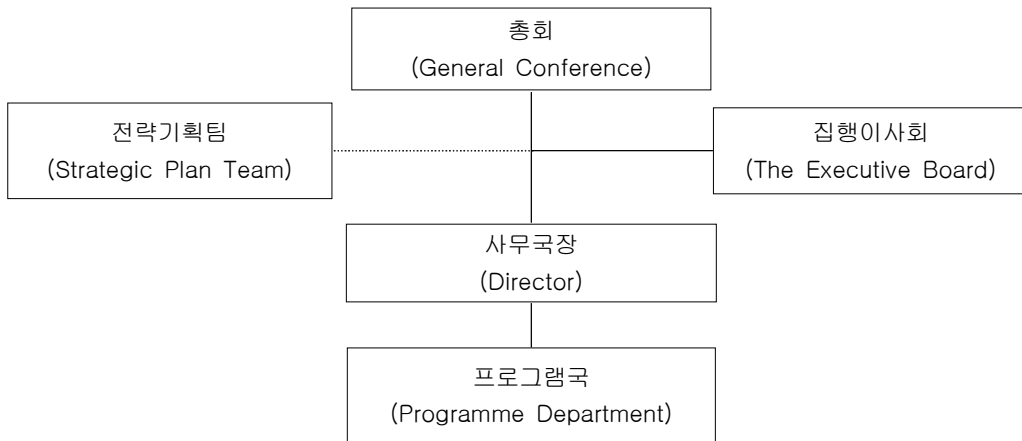 총회
(General Conference)
전략기획팀
(Strategic Plan Team)
집행이사회
(The Executive Board)
사무국장
(Director)
프로그램국
(Programme Department)